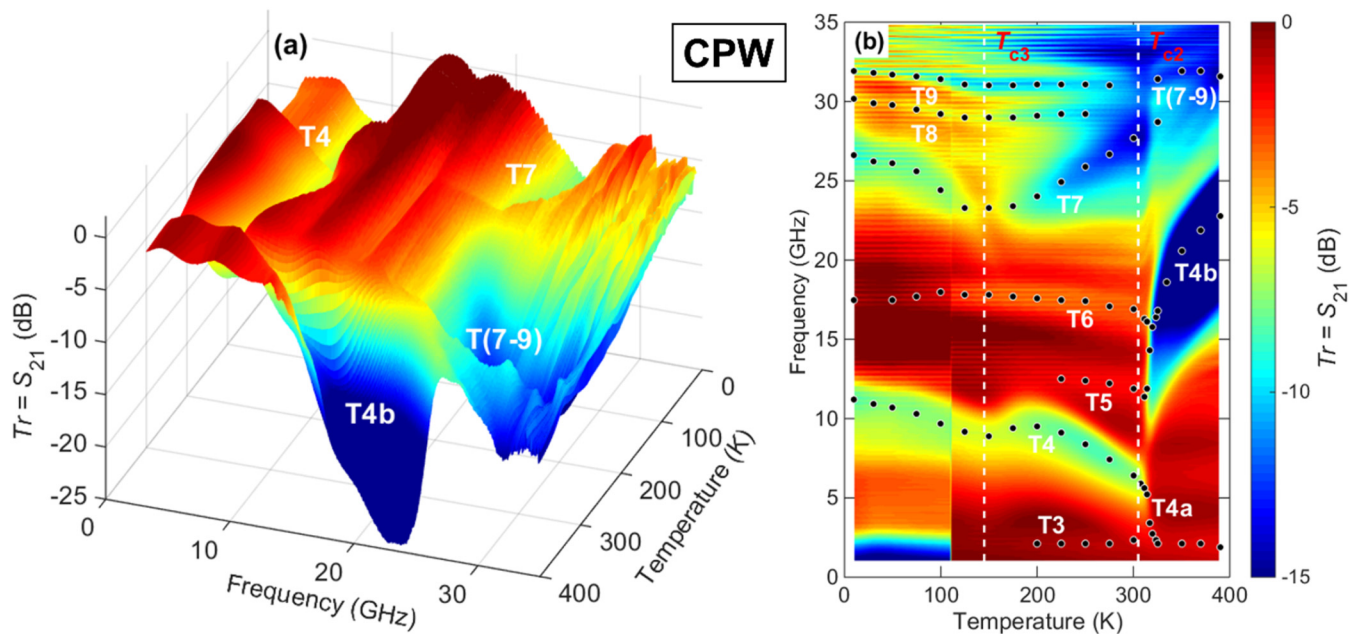 (a)
CPW
T4
T7
T(7-9)
T4b
0
-5
-10
-15
-20
-25
Tr = S21 (dB)
0
10
20
30
Frequency (GHz)
0
100
200
300
400
Temperature (K)
(b)
Tc3
Tc2
T9
T8
T(7-9)
T7
T4b
T6
T5
T4
T4a
T3
35
30
25
20
15
10
5
0
Frequency (GHz)
0
100
200
300
400
Temperature (K)
0
-5
-10
-15
Tr = S21 (dB)